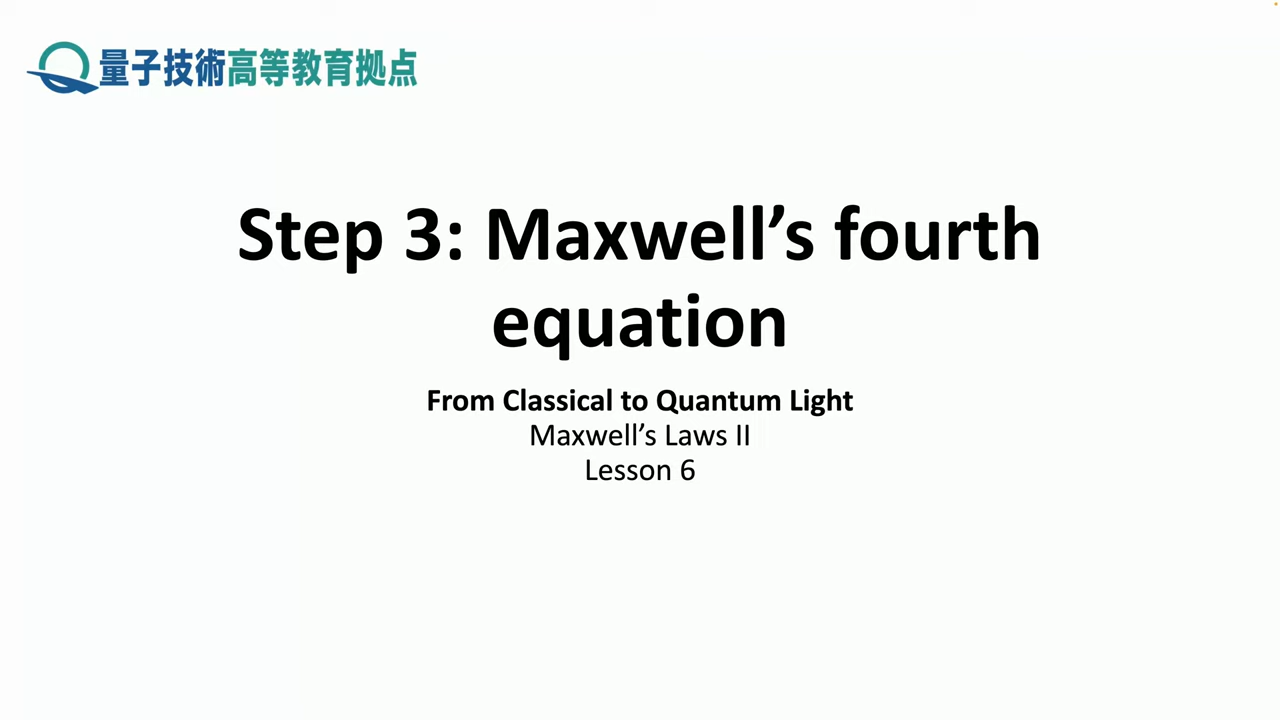 量子技術高等教育拠点
Step 3: Maxwell’s fourth
equation
From Classical to Quantum Light
Maxwell’s Laws II
Lesson 6